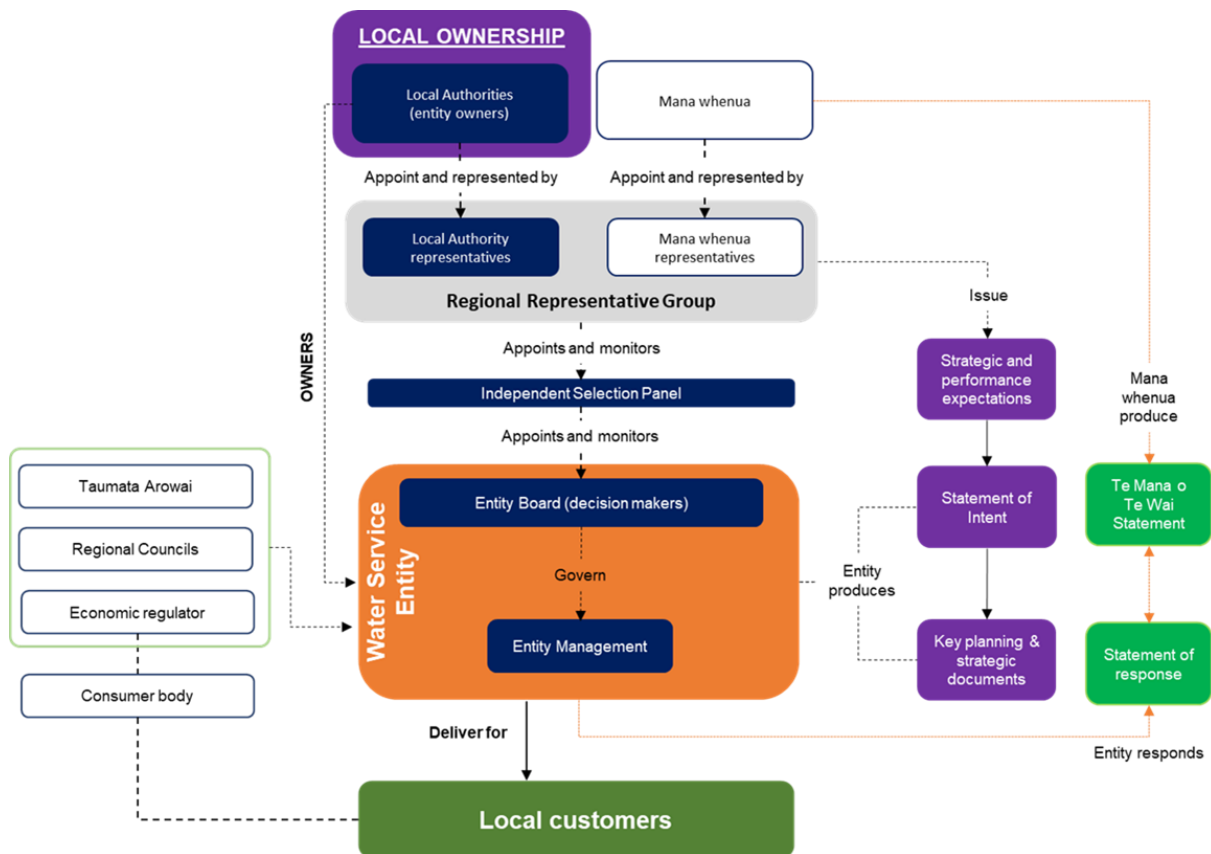 LOCAL OWNERSHIP
Local Authorities
(entity owners)
Mana whenua
Appoint and represented by
Appoint and represented by
Local Authority
representatives
Mana whenua
representatives
Regional Representative Group
Issue
Appoints and monitors
Strategic and
performance
expectations
Mana
whenua
produce
OWNERS
Independent Selection Panel
Appoints and monitors
Taumata Arowai
Regional Councils
Economic regulator
Consumer body
Water Service
Entity
Entity Board (decision makers)
Govern
Entity Management
Entity
produces
Statement of
Intent
Te Mana o
Te Wai
Statement
Key planning &
strategic
documents
Statement of
response
Deliver for
Entity responds
Local customers